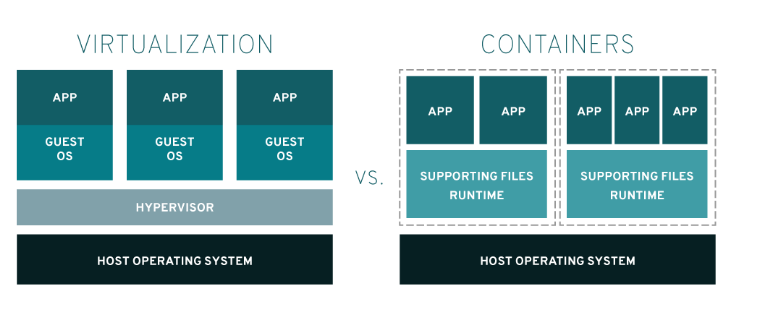 VIRTUALIZATION
APP
GUEST
OS
APP
GUEST
OS
APP
GUEST
OS
HYPERVISOR
HOST OPERATING SYSTEM
VS.
CONTAINERS
APP
APP
SUPPORTING FILES
RUNTIME
APP
APP
APP
SUPPORTING FILES
RUNTIME
HOST OPERATING SYSTEM